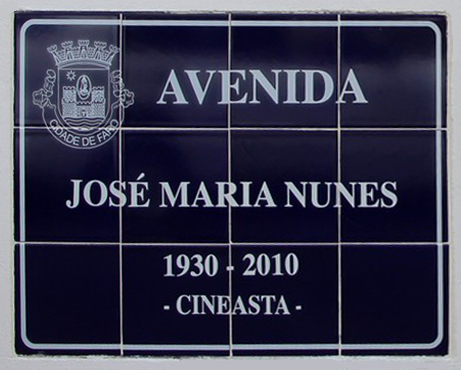 CIDADE DE FARO
AVENIDA
JOSÉ MARIA NUNES
1930 - 2010
- CINEASTA -